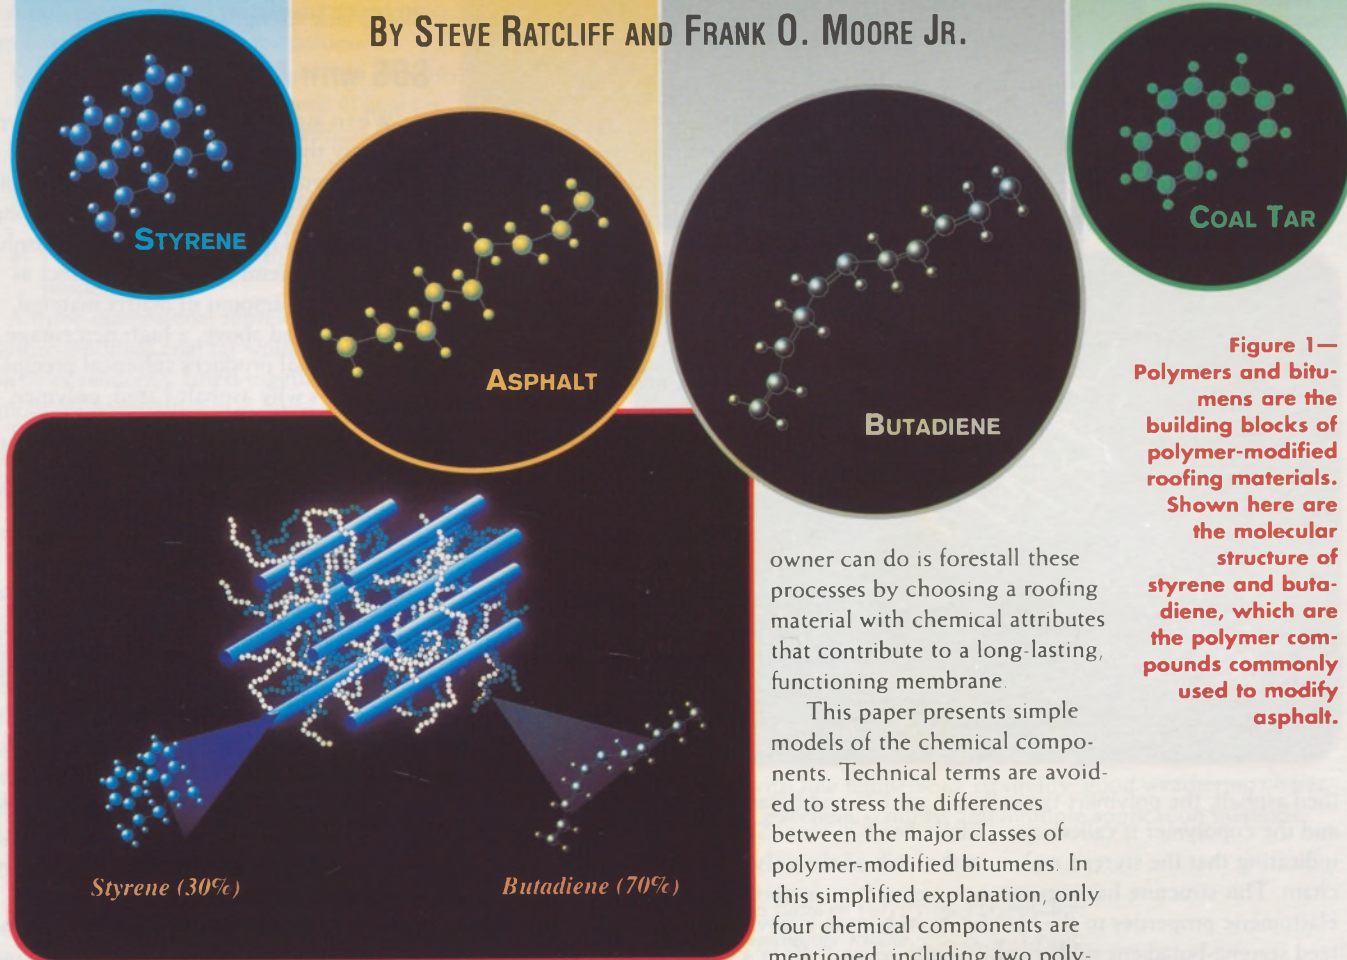 BY STEVE RATCLIFF AND FRANK O. MOORE JR.
STYRENE
ASPHALT
BUTADIENE
COAL TAR
Figure 1—
Polymers and bitu-
mens are the
building blocks of
polymer-modified
roofing materials.
Shown here are
the molecular
structure of
styrene and buta-
diene, which are
the polymer com-
pounds commonly
used to modify
asphalt.
Styrene (30%)
Butadiene (70%)
owner can do is forestall these
processes by choosing a roofing
material with chemical attributes
that contribute to a long-lasting,
functioning membrane.
This paper presents simple
models of the chemical compo-
nents. Technical terms are avoid-
ed to stress the differences
between the major classes of
polymer-modified bitumens. In
this simplified explanation, only
four chemical components are
mentioned, including two poly-